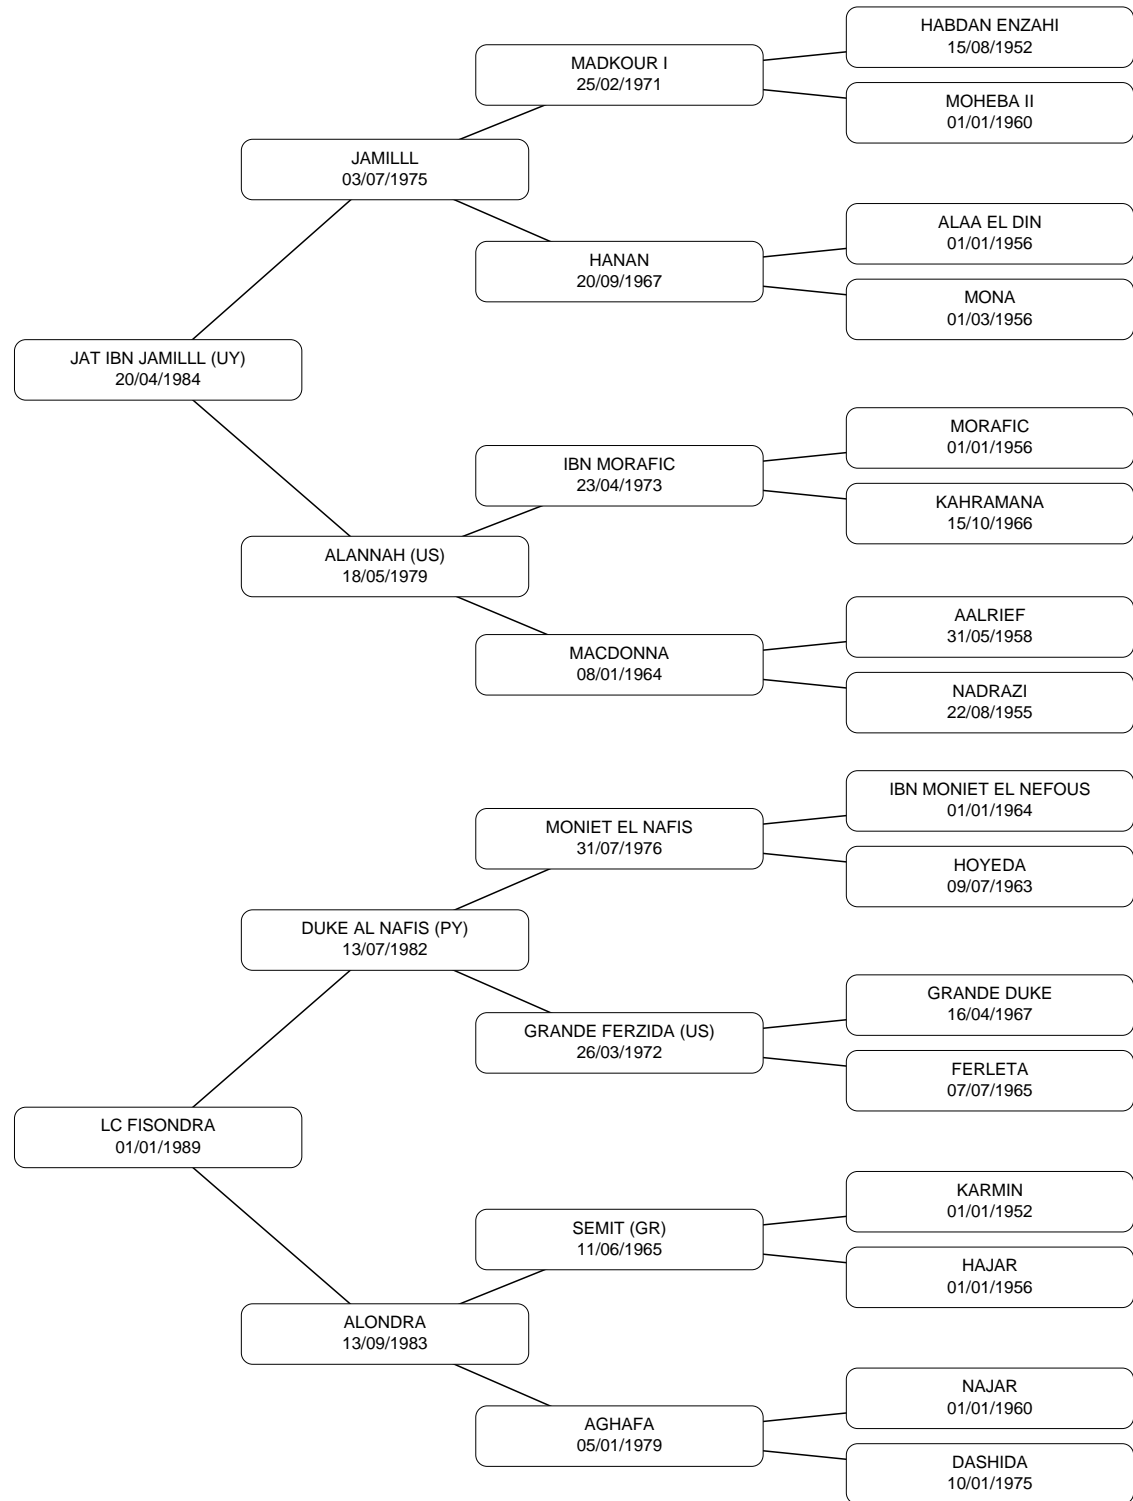 HABDAN ENZAHI
15/08/1952
MADKOUR I
25/02/1971
MOHEBA II
01/01/1960
JAMILLL
03/07/1975
ALAA EL DIN
01/01/1956
HANAN
20/09/1967
MONA
01/03/1956
JAT IBN JAMILLL (UY)
20/04/1984
MORAFIC
01/01/1956
IBN MORAFIC
23/04/1973
KAHRAMANA
15/10/1966
ALANNAH (US)
18/05/1979
AALRIEF
31/05/1958
MACDONNA
08/01/1964
NADRAZI
22/08/1955
IBN MONIET EL NEFOUS
01/01/1964
MONIET EL NAFIS
31/07/1976
HOYEDA
09/07/1963
DUKE AL NAFIS (PY)
13/07/1982
GRANDE DUKE
16/04/1967
GRANDE FERZIDA (US)
26/03/1972
FERLETA
07/07/1965
LC FISONDRA
01/01/1989
KARMIN
01/01/1952
SEMIT (GR)
11/06/1965
HAJAR
01/01/1956
ALONDRA
13/09/1983
NAJAR
01/01/1960
AGHAFA
05/01/1979
DASHIDA
10/01/1975